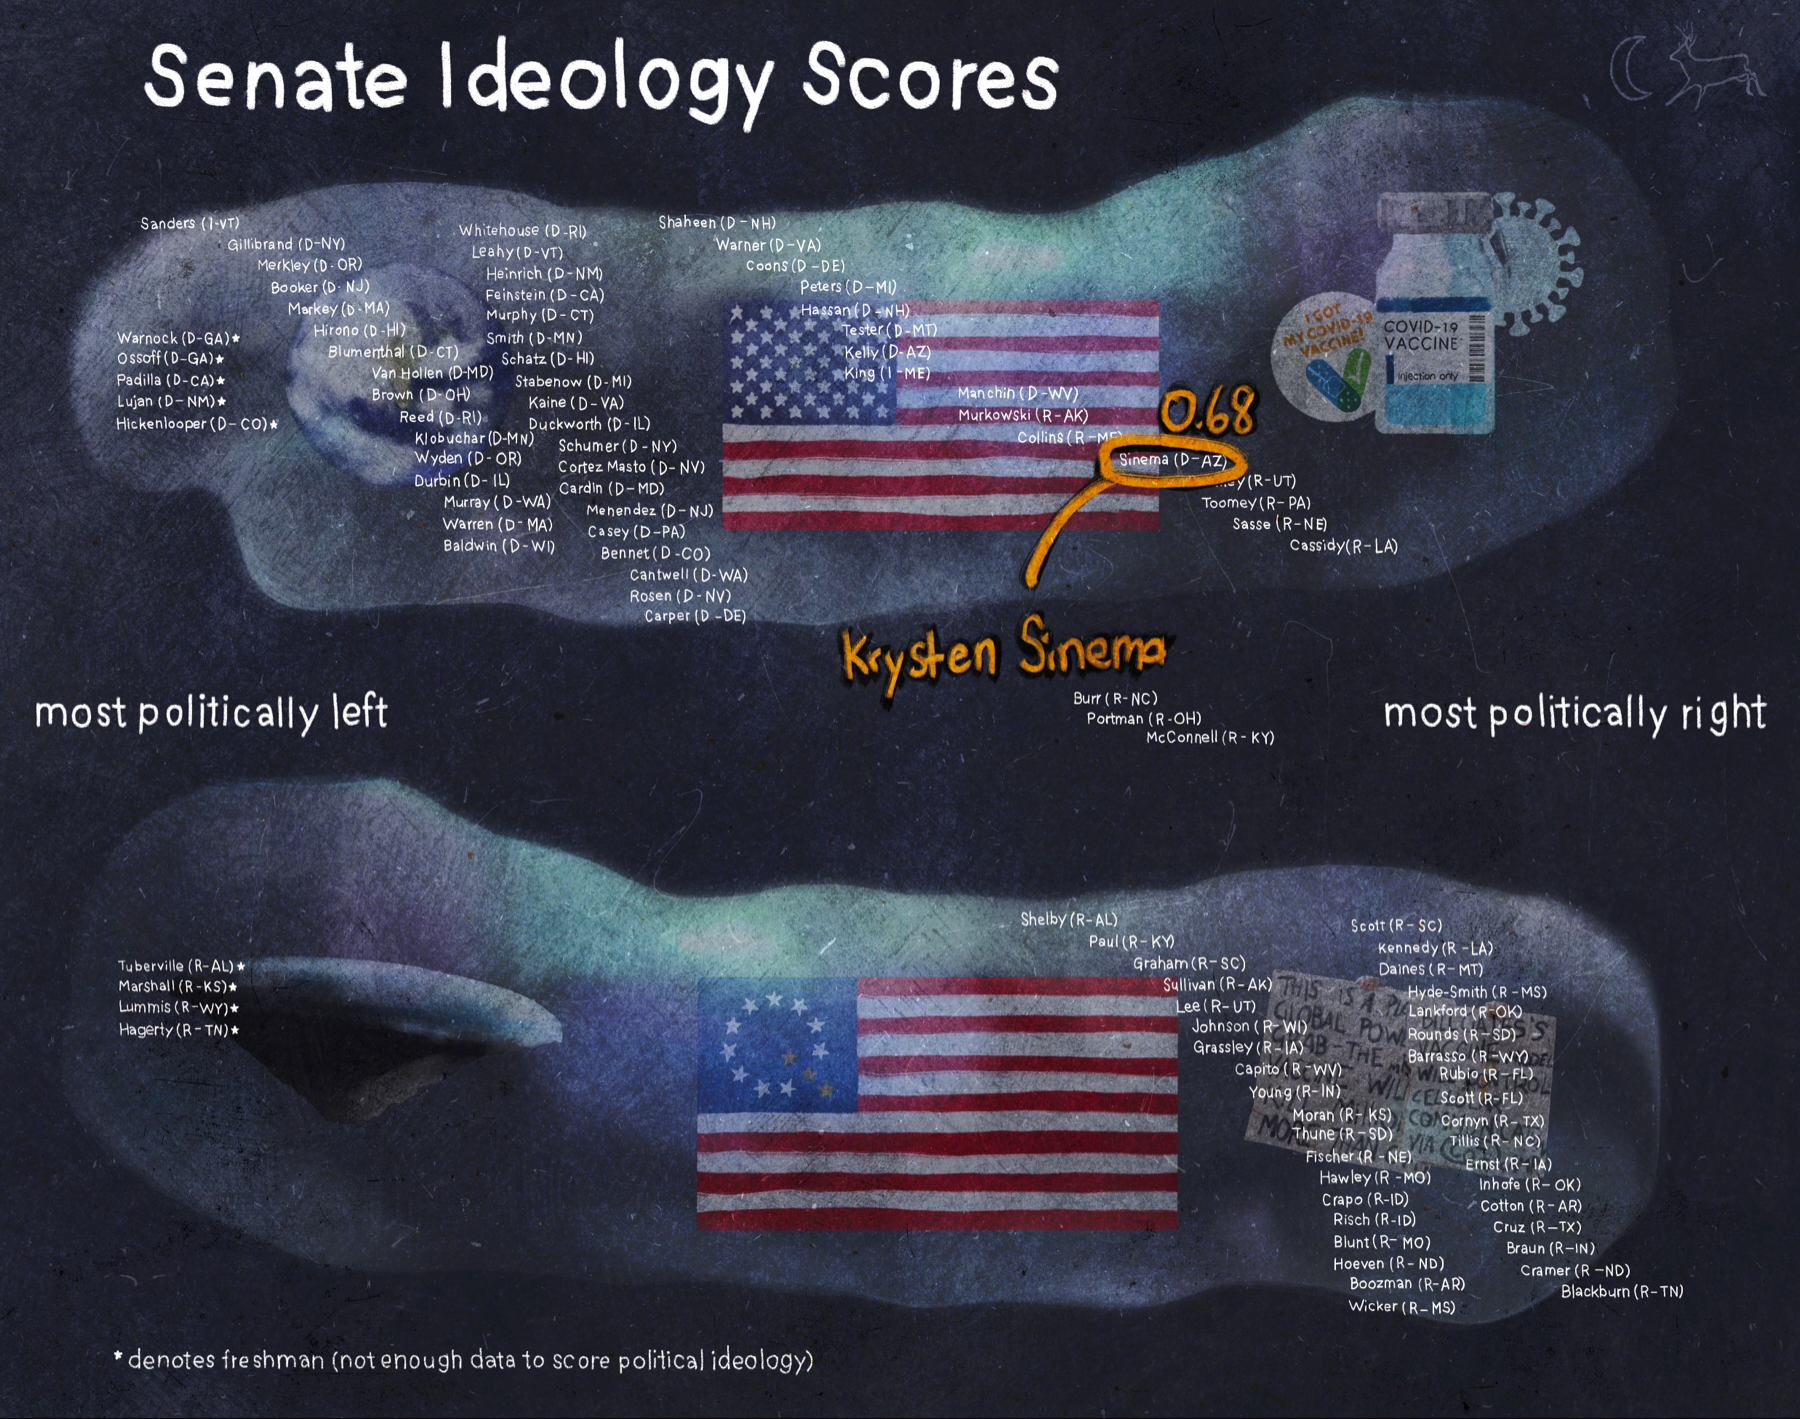 Senate Ideology Scores
Sanders (I-VT)
Gillibrand (D-NY)
Merkley (D-OR)
Booker (D-NJ)
Markey (D-MA)
Hirono (D-HI)
Blumenthal (D-CT)
Van Hollen (D-MD)
Brown (D-OH)
Reed (D-RI)
Klobuchar (D-MN)
Wyden (D-OR)
Durbin (D-IL)
Murray (D-WA)
Warren (D-MA)
Baldwin (D-WI)
Warnock (D-GA)*
Ossoff (D-GA)*
Padilla (D-CA)*
Lujan (D-NM)*
Hickenlooper (D-CO)*
Whitehouse (D-RI)
Leahy (D-VT)
Heinrich (D-NM)
Feinstein (D-CA)
Murphy (D-CT)
Smith (D-MN)
Schatz (D-HI)
Stabenow (D-MI)
Kaine (D-VA)
Duckworth (D-IL)
Schumer (D-NY)
Cortez Masto (D-NV)
Cardin (D-MD)
Menendez (D-NJ)
Casey (D-PA)
Bennet (D-CO)
Cantwell (D-WA)
Rosen (D-NV)
Carper (D-DE)
Shaheen (D-NH)
Warner (D-VA)
Coons (D-DE)
Peters (D-MI)
Hassan (D-NH)
Tester (D-MT)
Kelly (D-AZ)
King (I-ME)
Manchin (D-WV)
Murkowski (R-AK)
Collins (R-ME)
0.68
Sinema (D-AZ)
(R-UT)
Toomey (R-PA)
Sasse (R-NE)
Cassidy (R-LA)
I GOT
MY COVID-19
VACCINE!
COVID-19
VACCINE
injection only
Krysten Sinema
most politically left
most politically right
Burr (R-NC)
Portman (R-OH)
McConnell (R-KY)
Tuberville (R-AL)*
Marshall (R-KS)*
Lummis (R-WY)*
Hagerty (R-TN)*
Shelby (R-AL)
Paul (R-KY)
Graham (R-SC)
Sullivan (R-AK)
Lee (R-UT)
Johnson (R-WI)
Grassley (R-IA)
Capito (R-WV)
Young (R-IN)
Moran (R-KS)
Thune (R-SD)
Fischer (R-NE)
Hawley (R-MO)
Crapo (R-ID)
Risch (R-ID)
Blunt (R-MO)
Hoeven (R-ND)
Boozman (R-AR)
Wicker (R-MS)
Scott (R-SC)
Kennedy (R-LA)
Daines (R-MT)
Hyde-Smith (R-MS)
Lankford (R-OK)
Rounds (R-SD)
Barrasso (R-WY)
Rubio (R-FL)
Scott (R-FL)
Cornyn (R-TX)
Tillis (R-NC)
Ernst (R-IA)
Inhofe (R-OK)
Cotton (R-AR)
Cruz (R-TX)
Braun (R-IN)
Cramer (R-ND)
Blackburn (R-TN)
THIS IS A
GLOBAL POWER
WILL
MORE THAN
VIA
* denotes freshman (not enough data to score political ideology)